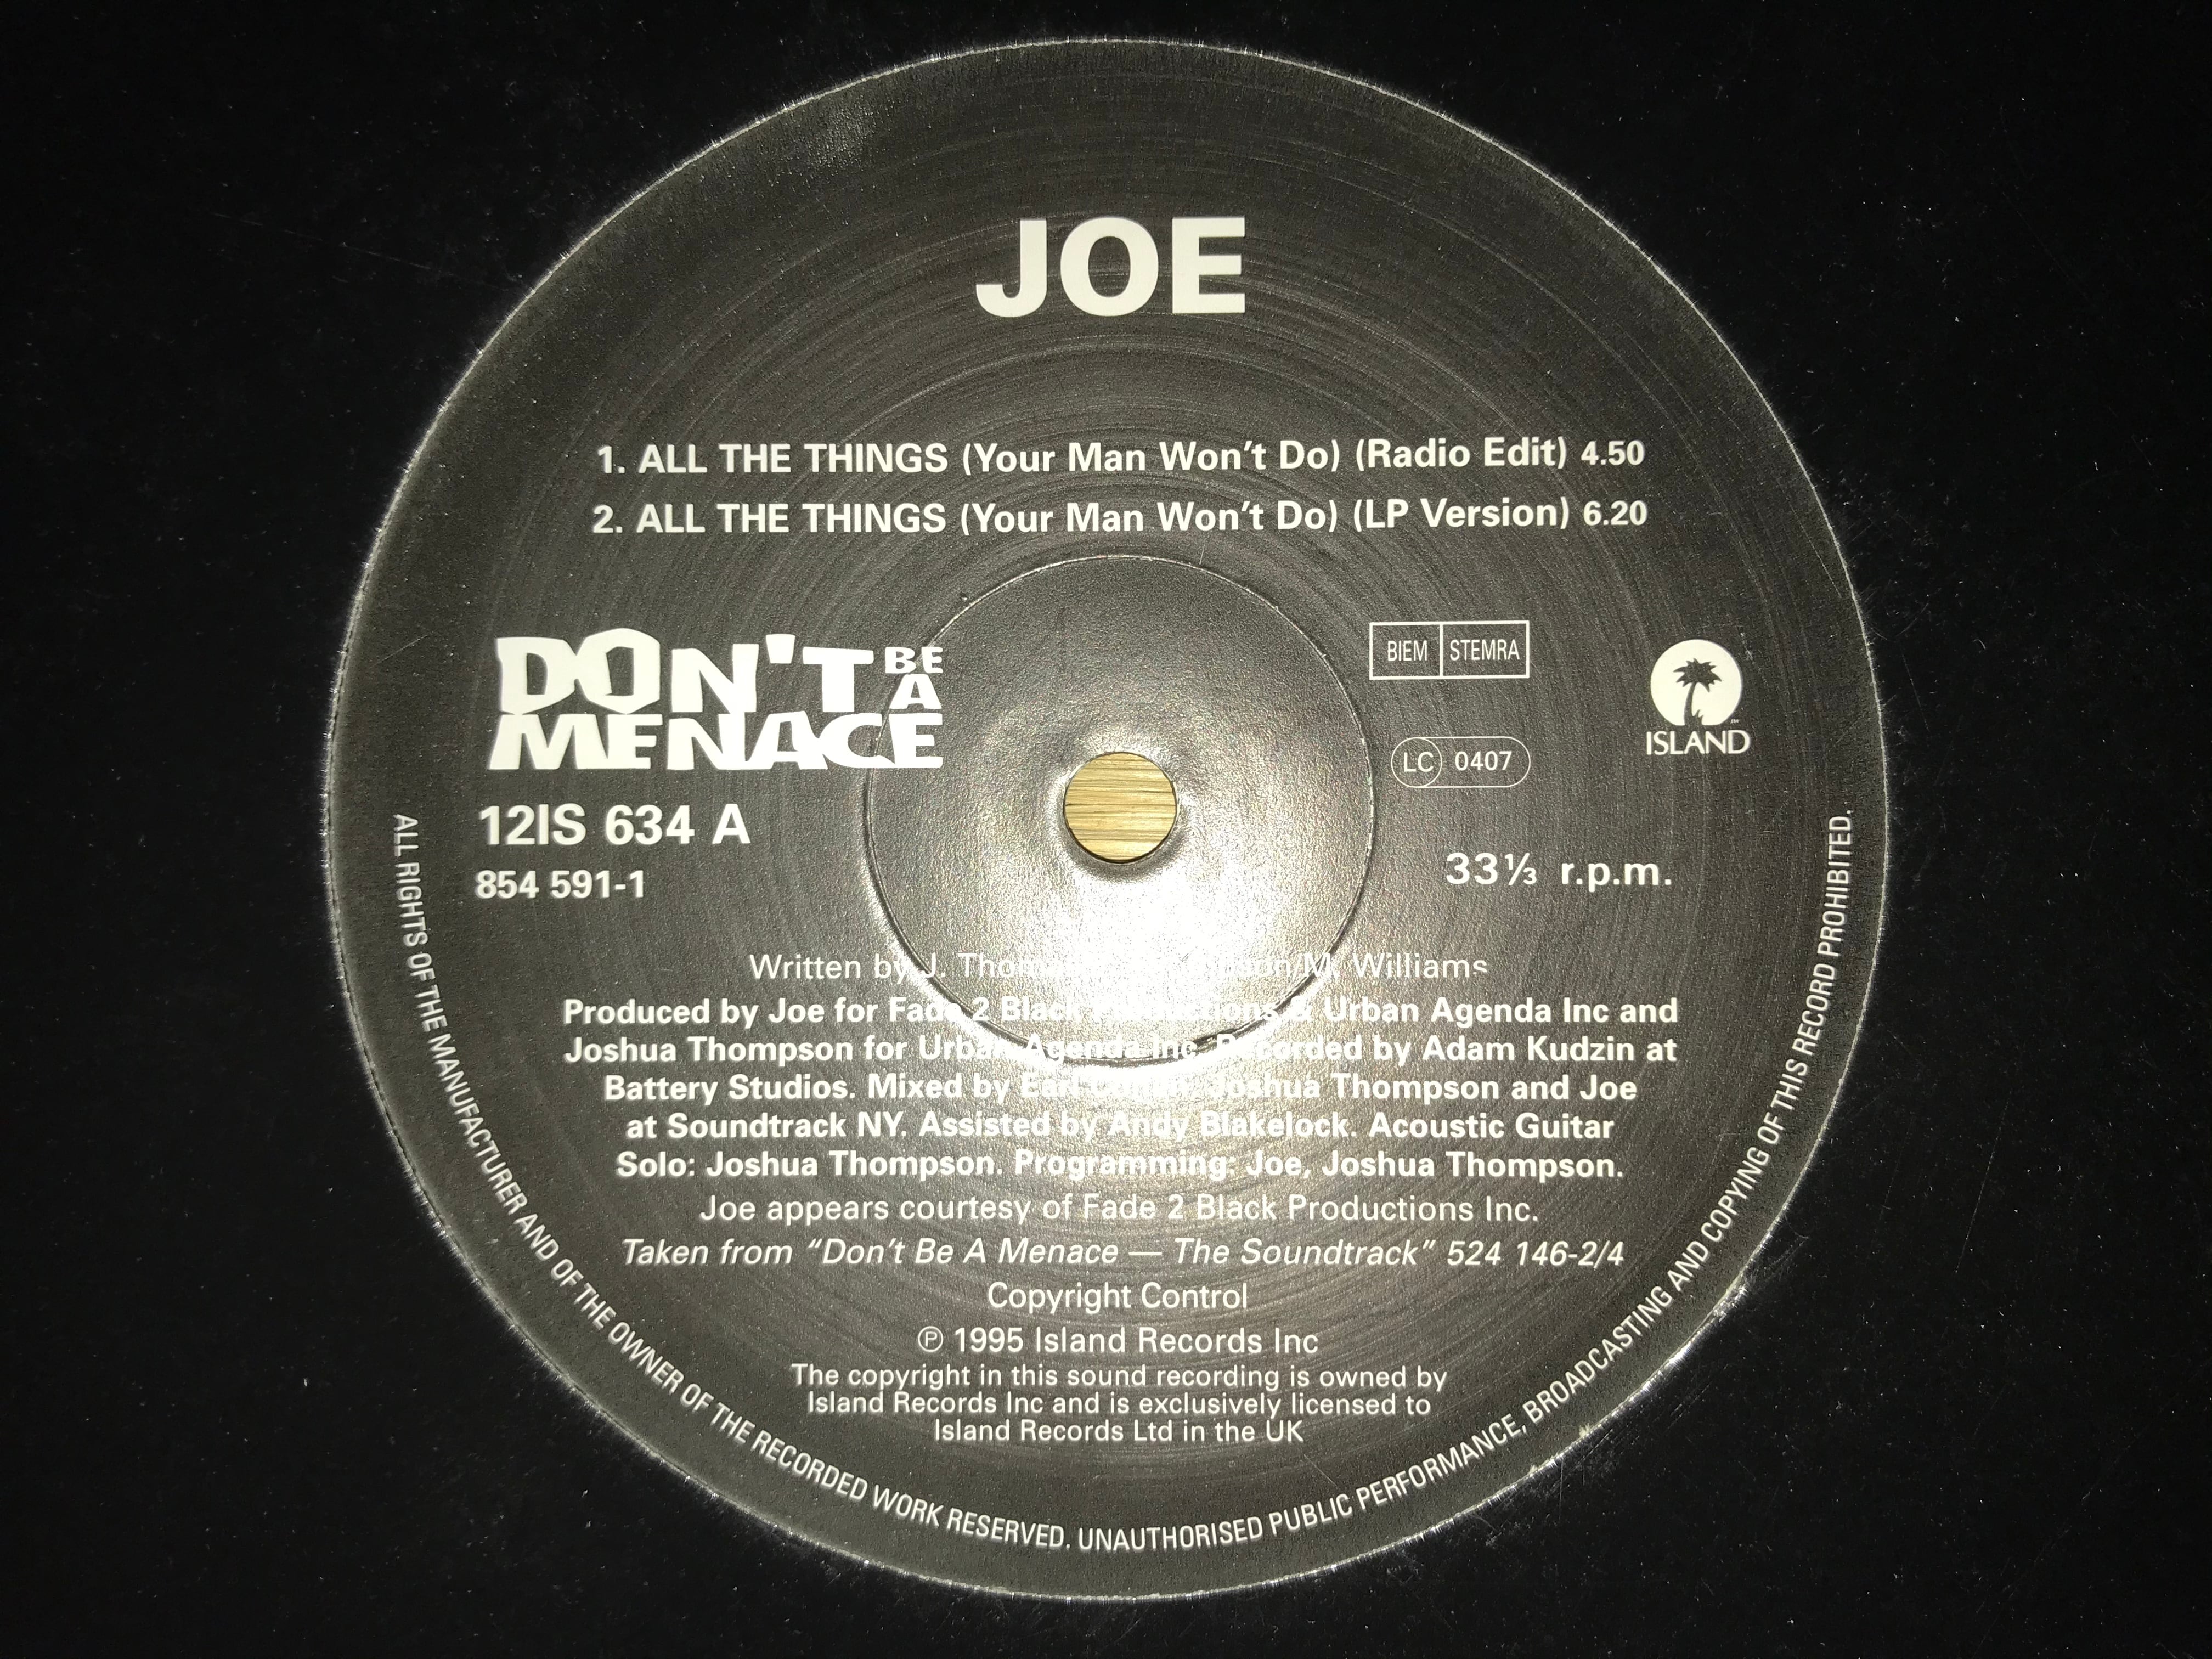 JOE
1. ALL THE THINGS (Your Man Won't Do) (Radio Edit) 4.50
2. ALL THE THINGS (Your Man Won't Do) (LP Version) 6.20
DON'T BE A
MENACE
BIEM STEMRA
ISLAND
LC 0407
12IS 634 A
854 591-1
33⅓ r.p.m.
Written by J. Williams
Produced by Joe for Fade 2 Black Productions & Urban Agenda Inc and
Joshua Thompson for Urban Agenda Inc. Recorded by Adam Kudzin at
Battery Studios. Mixed by Earl Joshua Thompson and Joe
at Soundtrack NY. Assisted by Andy Blakelock. Acoustic Guitar
Solo: Joshua Thompson. Programming: Joe, Joshua Thompson.
Joe appears courtesy of Fade 2 Black Productions Inc.
Taken from "Don't Be A Menace — The Soundtrack" 524 146-2/4
Copyright Control
℗ 1995 Island Records Inc
The copyright in this sound recording is owned by
Island Records Inc and is exclusively licensed to
Island Records Ltd in the UK
ALL RIGHTS OF THE MANUFACTURER AND OF THE OWNER OF THE RECORDED WORK RESERVED. UNAUTHORISED PUBLIC PERFORMANCE, BROADCASTING AND COPYING OF THIS RECORD PROHIBITED.